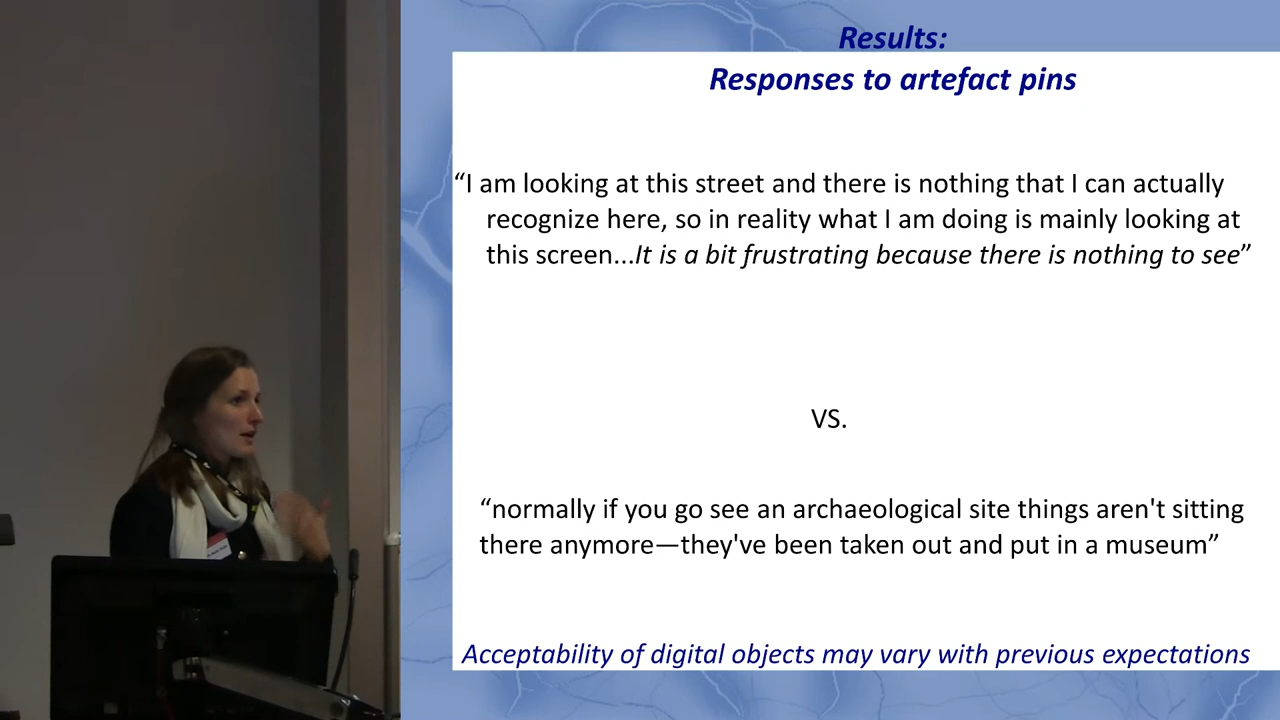 Results:
Responses to artefact pins
“I am looking at this street and there is nothing that I can actually
recognize here, so in reality what I am doing is mainly looking at
this screen...It is a bit frustrating because there is nothing to see”
VS.
“normally if you go see an archaeological site things aren't sitting
there anymore—they've been taken out and put in a museum”
Acceptability of digital objects may vary with previous expectations